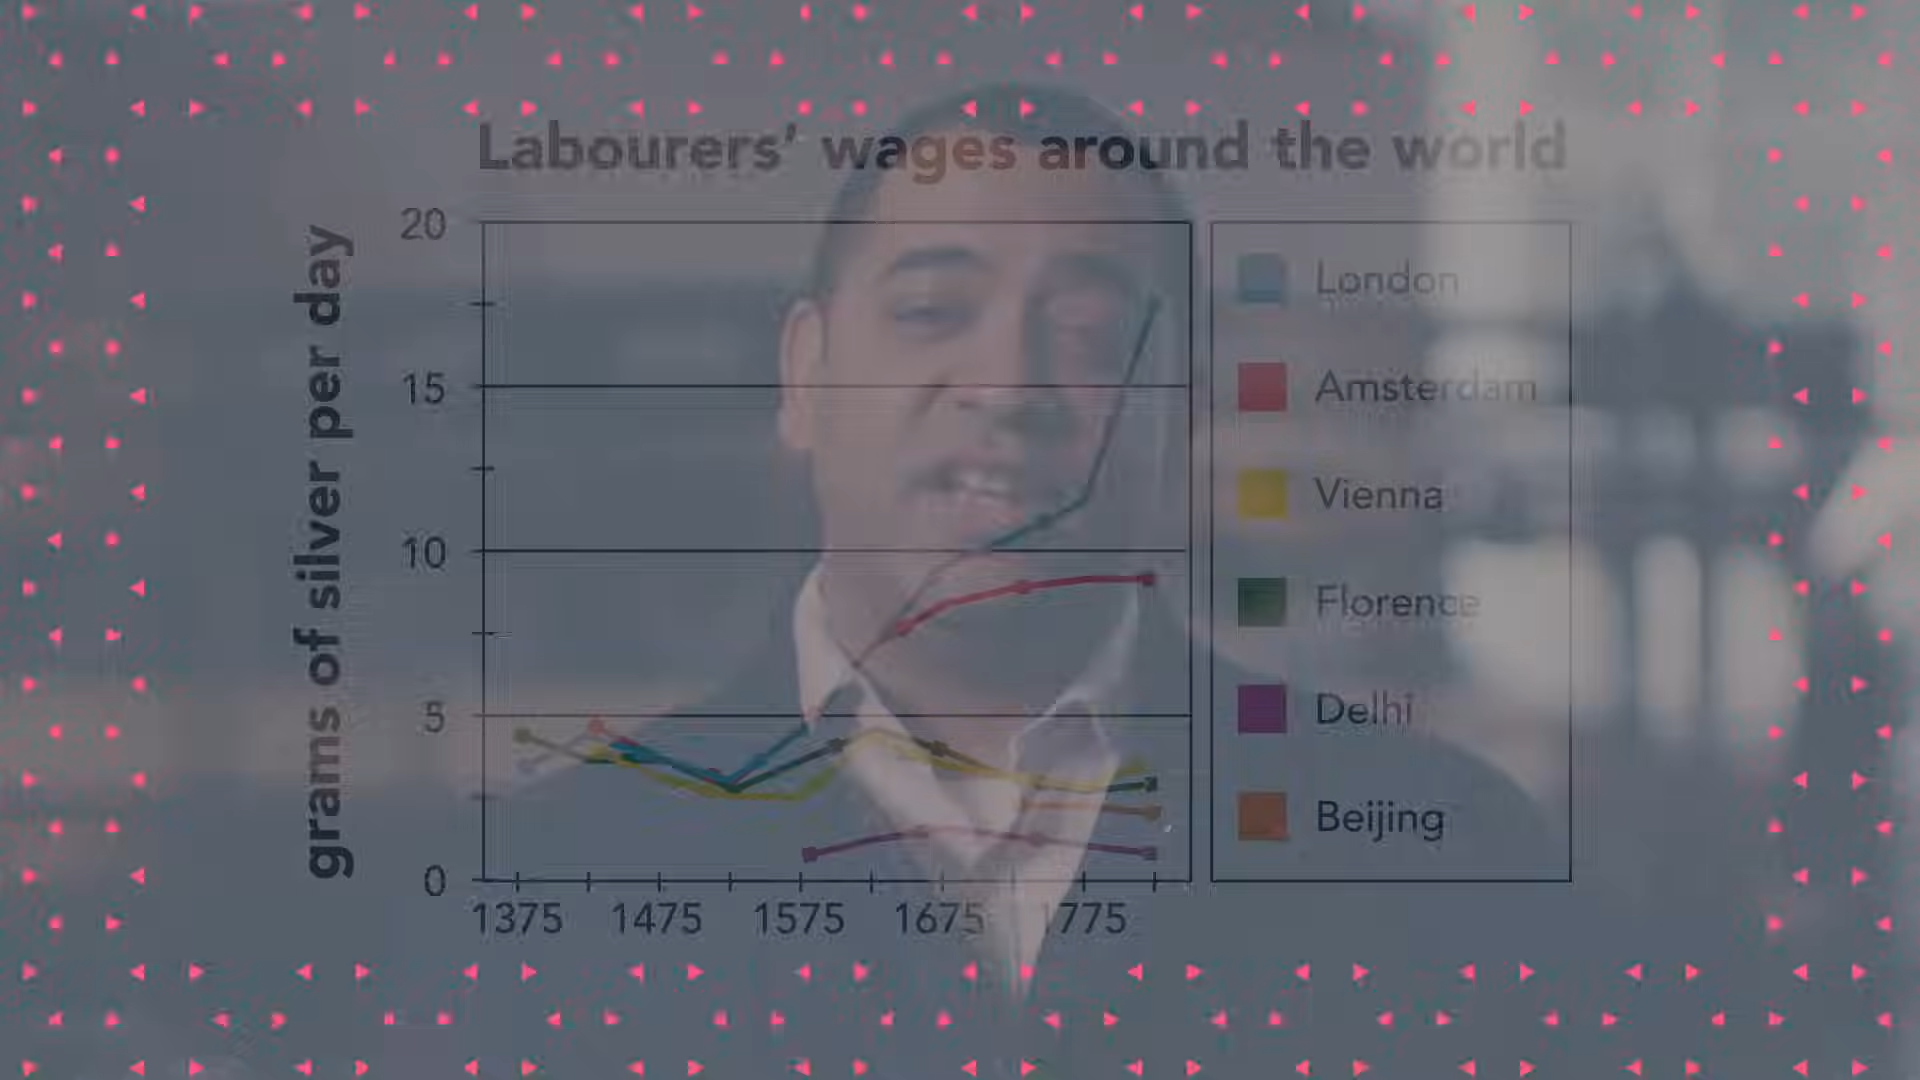 Labourers’ wages around the world
grams of silver per day
20
15
10
5
0
1375 1475 1575 1675 1775
London
Amsterdam
Vienna
Florence
Delhi
Beijing